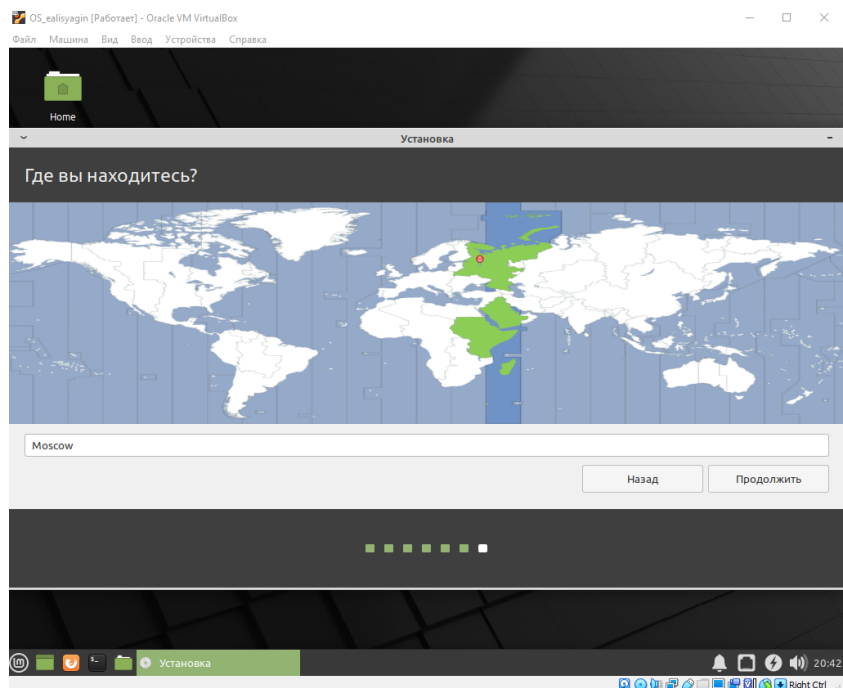 OS_ealisyagin [Работает] - Oracle VM VirtualBox
Файл Машина Вид Ввод Устройства Справка
Home
Установка
Где вы находитесь?
Moscow
Назад Продолжить
Установка 20:42
Right Ctrl